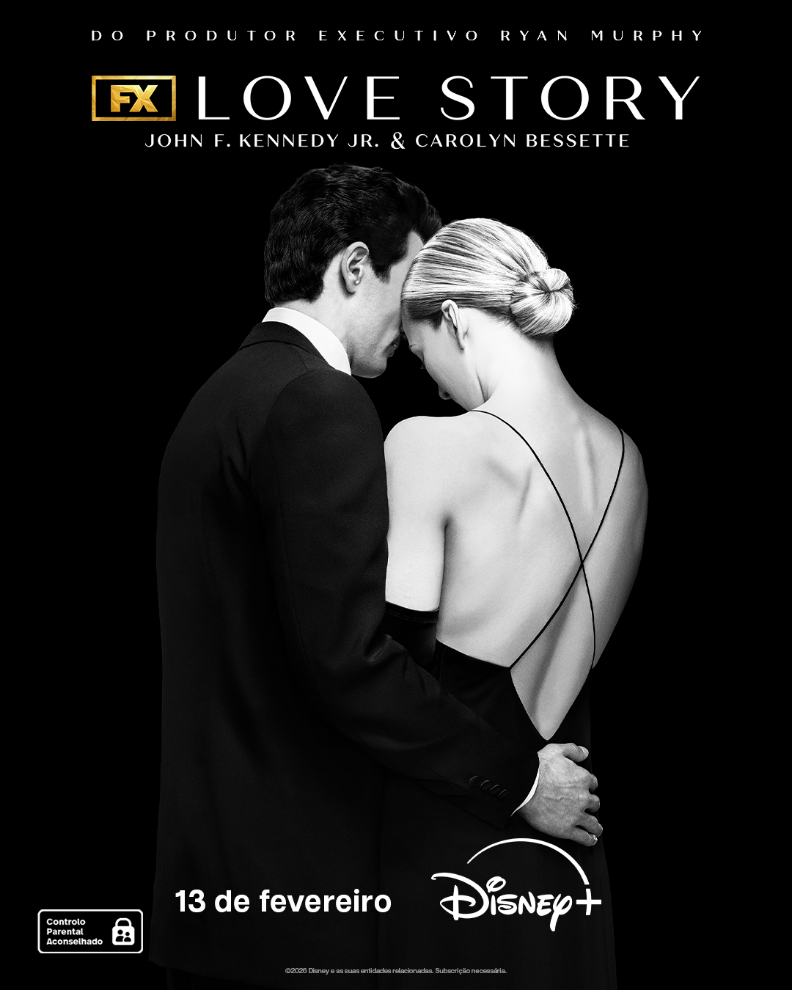 DO PRODUTOR EXECUTIVO RYAN MURPHY
FX LOVE STORY
JOHN F. KENNEDY JR. & CAROLYN BESSETTE
13 de fevereiro
Disney+
Controlo
Parental
Aconselhado
©2026 Disney e as suas entidades relacionadas. Subscrição necessária.